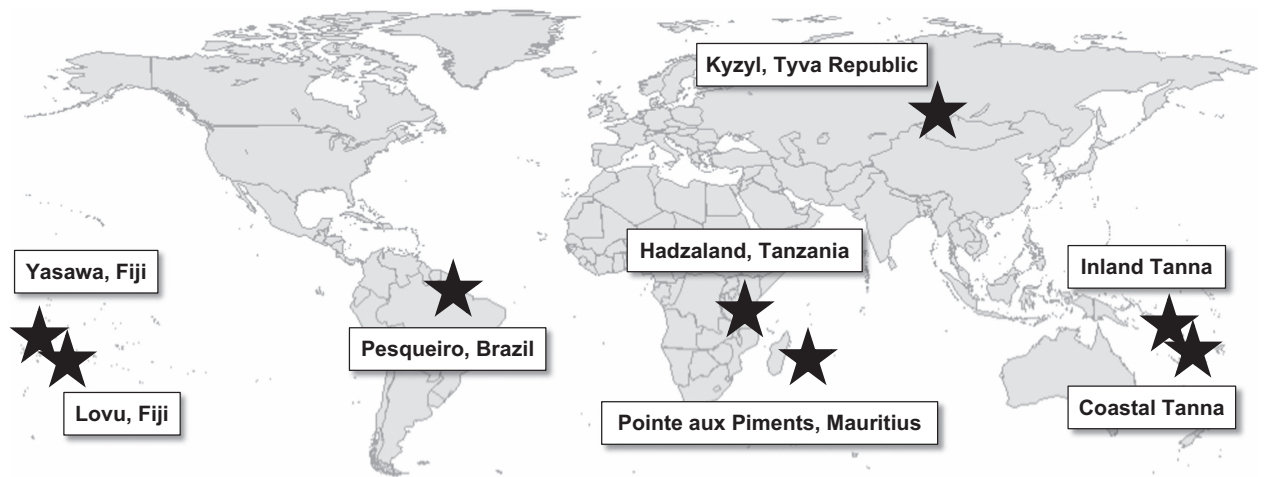 Kyzyl, Tyva Republic
Hadzaland, Tanzania
Yasawa, Fiji
Inland Tanna
Pesqueiro, Brazil
Lovu, Fiji
Coastal Tanna
Pointe aux Piments, Mauritius